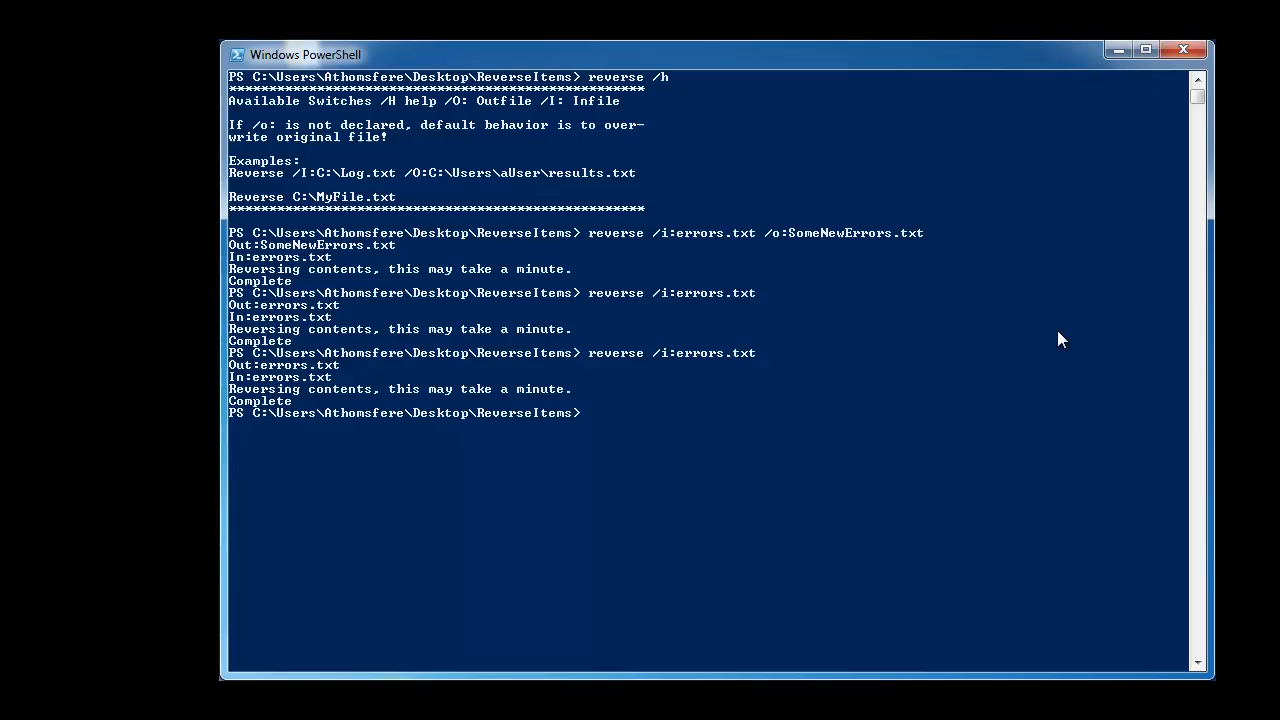 Windows PowerShell
PS C:\Users\Athomsfere\Desktop\ReverseItems> reverse /h
****************************************************
Available Switches /H help /O: Outfile /I: Infile
If /o: is not declared, default behavior is to over-
write original file!
Examples:
Reverse /I:C:\Log.txt /O:C:\Users\aUser\results.txt
Reverse C:\MyFile.txt
****************************************************
PS C:\Users\Athomsfere\Desktop\ReverseItems> reverse /i:errors.txt /o:SomeNewErrors.txt
Out:SomeNewErrors.txt
In:errors.txt
Reversing contents, this may take a minute.
Complete
PS C:\Users\Athomsfere\Desktop\ReverseItems> reverse /i:errors.txt
Out:errors.txt
In:errors.txt
Reversing contents, this may take a minute.
Complete
PS C:\Users\Athomsfere\Desktop\ReverseItems> reverse /i:errors.txt
Out:errors.txt
In:errors.txt
Reversing contents, this may take a minute.
Complete
PS C:\Users\Athomsfere\Desktop\ReverseItems>